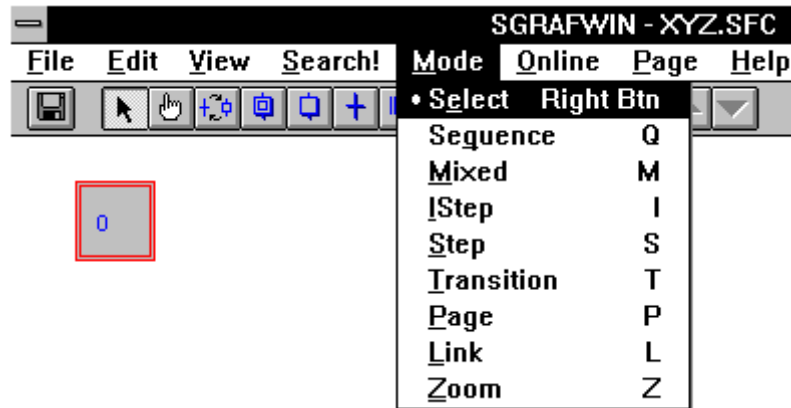 SGRAFWIN - XYZ.SFC
File Edit View Search! Mode Online Page Help
• Select Right Btn
Sequence Q
Mixed M
IStep I
0
Step S
Transition T
Page P
Link L
Zoom Z